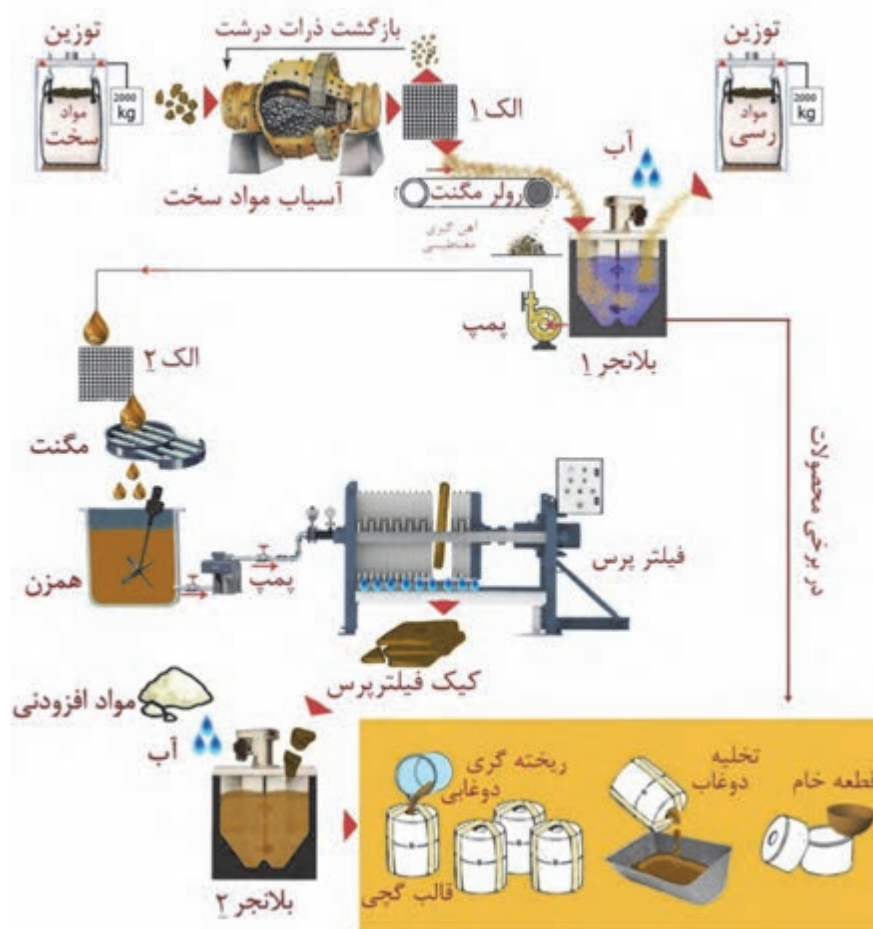 توزین
2000
kg
مواد
سخت
بازگشت ذرات درشت
الک ۱
آسیاب مواد سخت
رولر مگنت
آهن گیری
مغناطیسی
توزین
2000
kg
مواد
رسی
آب
بلانجر ۱
پمپ
در برخی محصولات
الک ۲
مگنت
همزن
پمپ
فیلتر پرس
کیک فیلترپرس
مواد افزودنی
آب
بلانجر ۲
ریخته گری
دوغابی
قالب گچی
تخلیه
دوغاب
قطعه خام